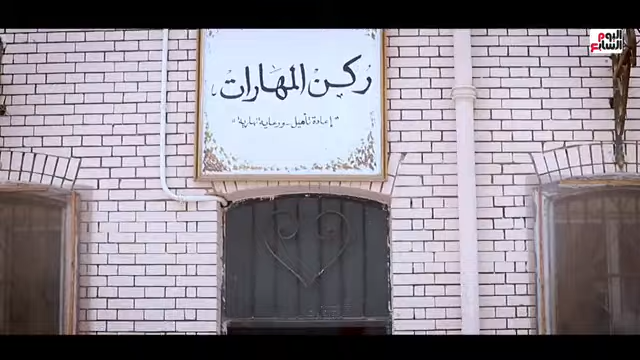 اليوم السابع
ركن المهارات
"إعادة تأهيل - ورعاية نهارية"